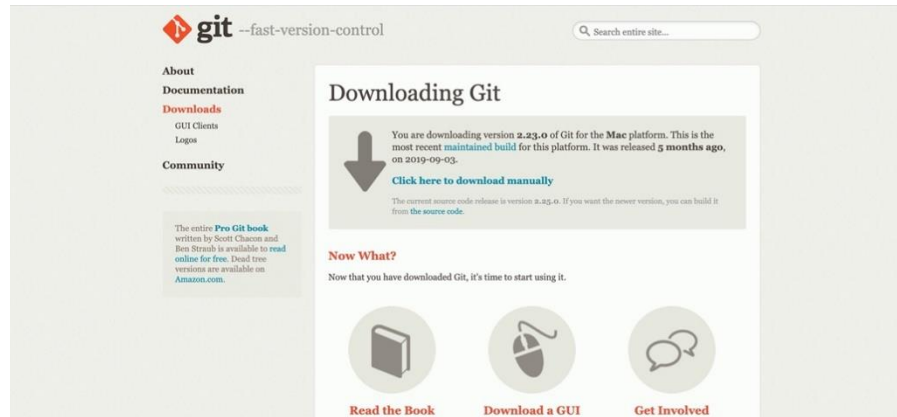 git --fast-version-control
Search entire site...
About
Documentation
Downloads
GUI Clients
Logos
Community
The entire Pro Git book
written by Scott Chacon and
Ben Straub is available to read
online for free. Dead tree
versions are available on
Amazon.com.
Downloading Git
You are downloading version 2.23.0 of Git for the Mac platform. This is the
most recent maintained build for this platform. It was released 5 months ago,
on 2019-09-03.
Click here to download manually
The current source code release is version 2.25.0. If you want the newer version, you can build it
from the source code.
Now What?
Now that you have downloaded Git, it's time to start using it.
Read the Book
Download a GUI
Get Involved